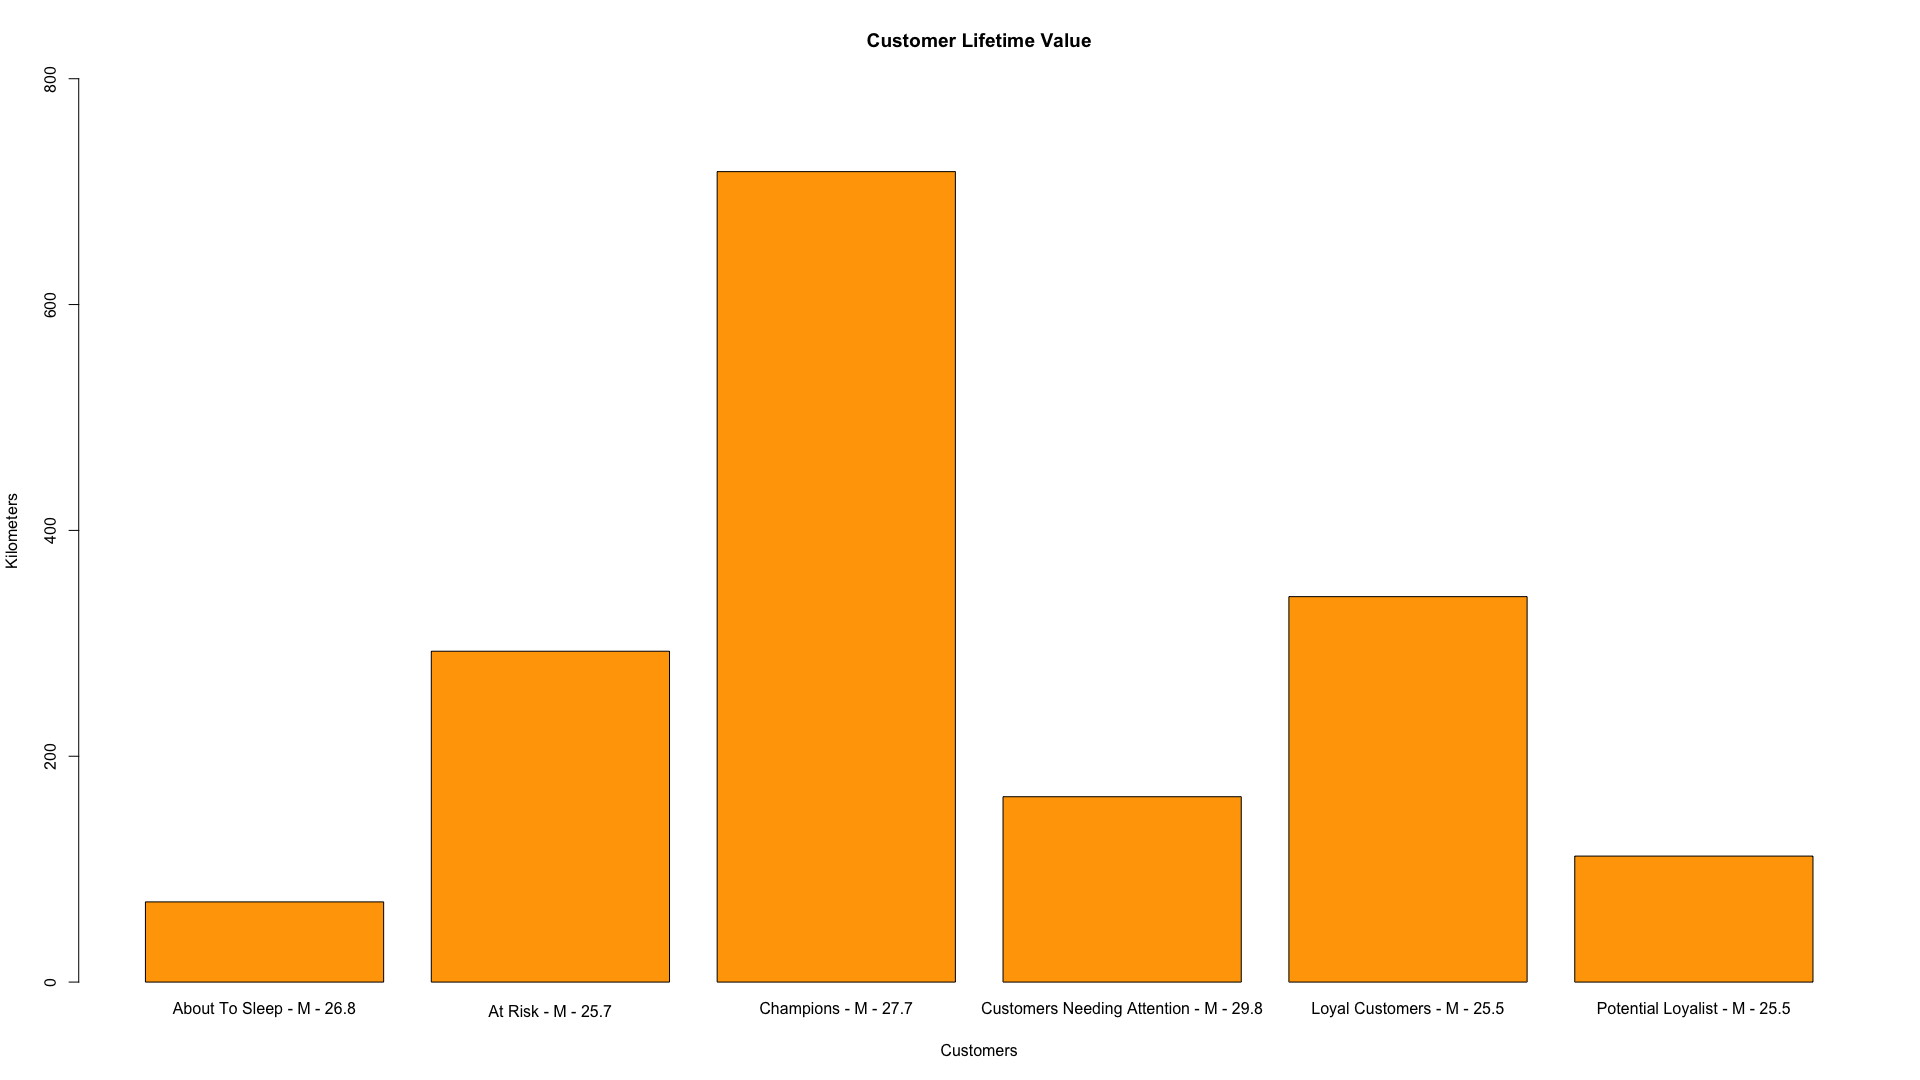 Customer Lifetime Value
800
600
400
200
0
Kilometers
About To Sleep - M - 26.8
At Risk - M - 25.7
Champions - M - 27.7
Customers Needing Attention - M - 29.8
Loyal Customers - M - 25.5
Potential Loyalist - M - 25.5
Customers